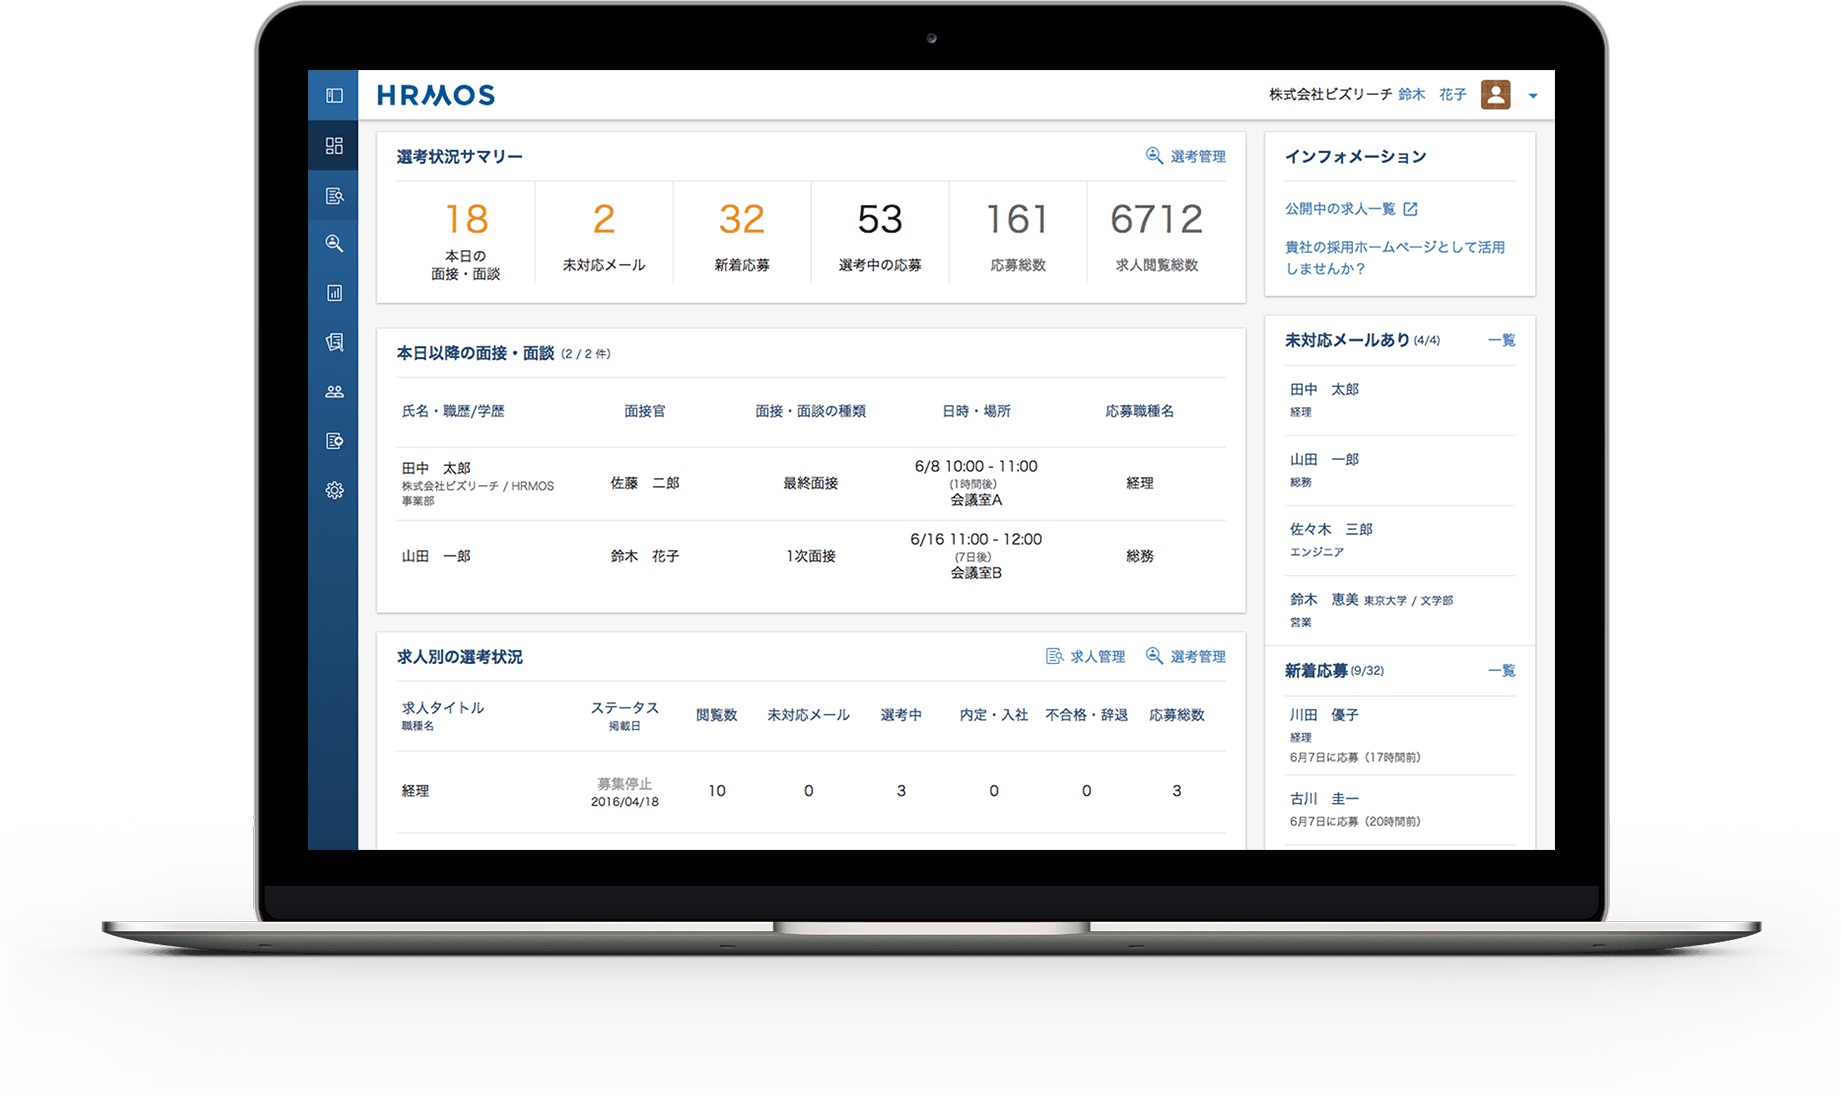 HRMOS
株式会社ビズリーチ 鈴木　花子
選考状況サマリー
選考管理
18
本日の
面接・面談
2
未対応メール
32
新着応募
53
選考中の応募
161
応募総数
6712
求人閲覧総数
本日以降の面接・面談 (2 / 2 件)
氏名・職歴/学歴 面接官 面接・面談の種類 日時・場所 応募職種名
田中　太郎
株式会社ビズリーチ / HRMOS
事業部
佐藤　二郎
最終面接
6/8 10:00 - 11:00
(1時間後)
会議室A
経理
山田　一郎
鈴木　花子
1次面接
6/16 11:00 - 12:00
(7日後)
会議室B
総務
求人別の選考状況
求人管理
選考管理
求人タイトル
職種名
ステータス
掲載日
閲覧数 未対応メール 選考中 内定・入社 不合格・辞退 応募総数
経理
募集停止
2016/04/18
10 0 3 0 0 3
インフォメーション
公開中の求人一覧
貴社の採用ホームページとして活用
しませんか？
未対応メールあり (4/4) 一覧
田中　太郎
経理
山田　一郎
総務
佐々木　三郎
エンジニア
鈴木　恵美 東京大学 / 文学部
営業
新着応募 (9/32) 一覧
川田　優子
経理
6月7日に応募（17時間前）
古川　圭一
6月7日に応募（20時間前）